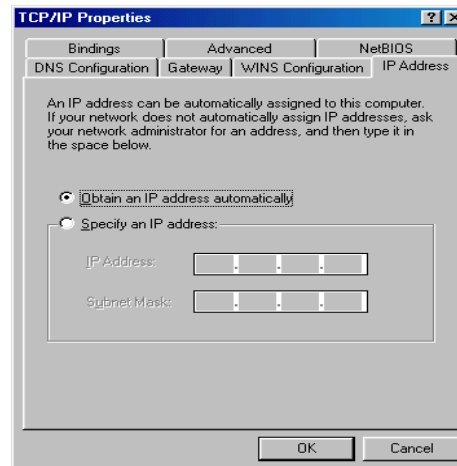 TCP/IP Properties
Bindings Advanced NetBIOS
DNS Configuration Gateway WINS Configuration IP Address
An IP address can be automatically assigned to this computer.
If your network does not automatically assign IP addresses, ask
your network administrator for an address, and then type it in
the space below.
Obtain an IP address automatically
Specify an IP address:
IP Address:
Subnet Mask:
OK Cancel